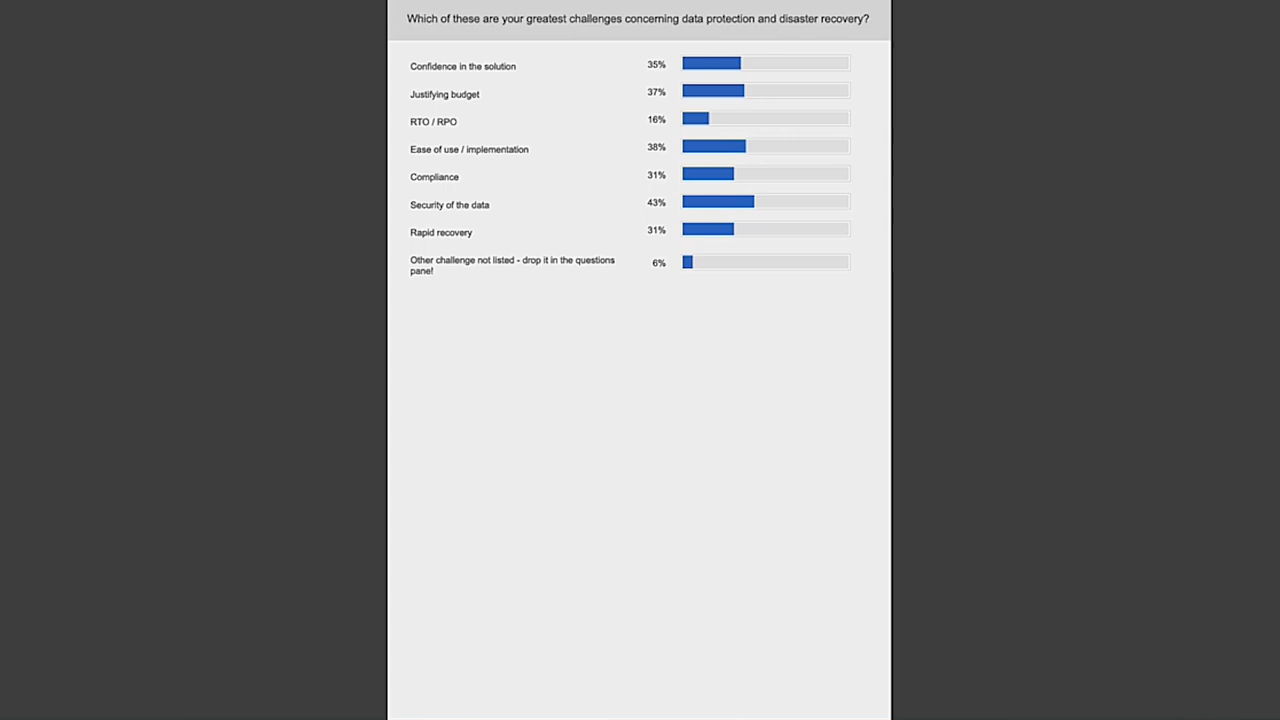 Which of these are your greatest challenges concerning data protection and disaster recovery?
Confidence in the solution 35%
Justifying budget 37%
RTO / RPO 16%
Ease of use / implementation 38%
Compliance 31%
Security of the data 43%
Rapid recovery 31%
Other challenge not listed - drop it in the questions 6%
panel